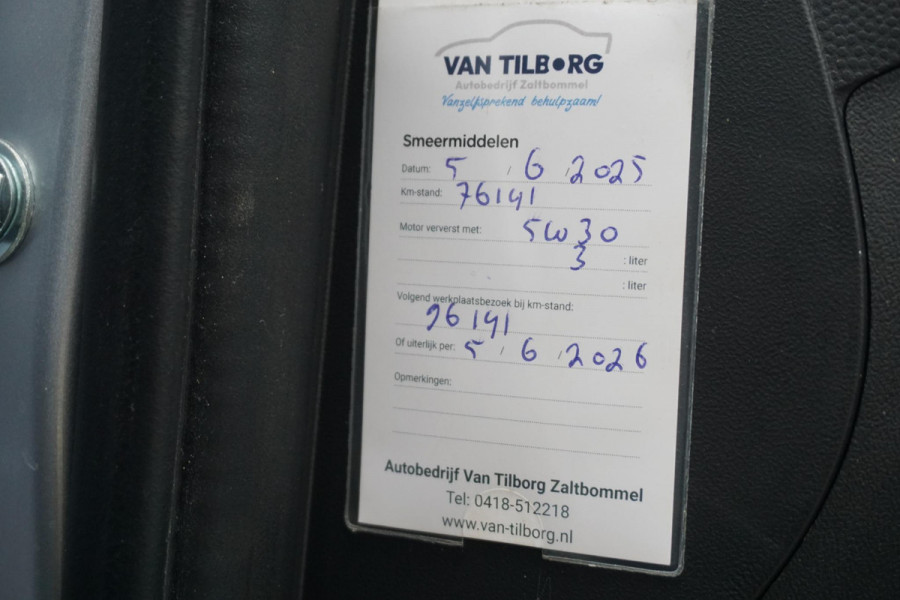 VAN TILBORG
Autobedrijf Zaltbommel
Vanzelfsprekend behulpzaam!
Smeermiddelen
Datum: 5 / 6 / 2025
Km-stand: 76141
Motor ververst met: 5W30
3 : liter
: liter
Volgend werkplaatsbezoek bij km-stand:
96141
Of uiterlijk per: 5 / 6 / 2026
Opmerkingen:
Autobedrijf Van Tilborg Zaltbommel
Tel: 0418-512218
www.van-tilborg.nl